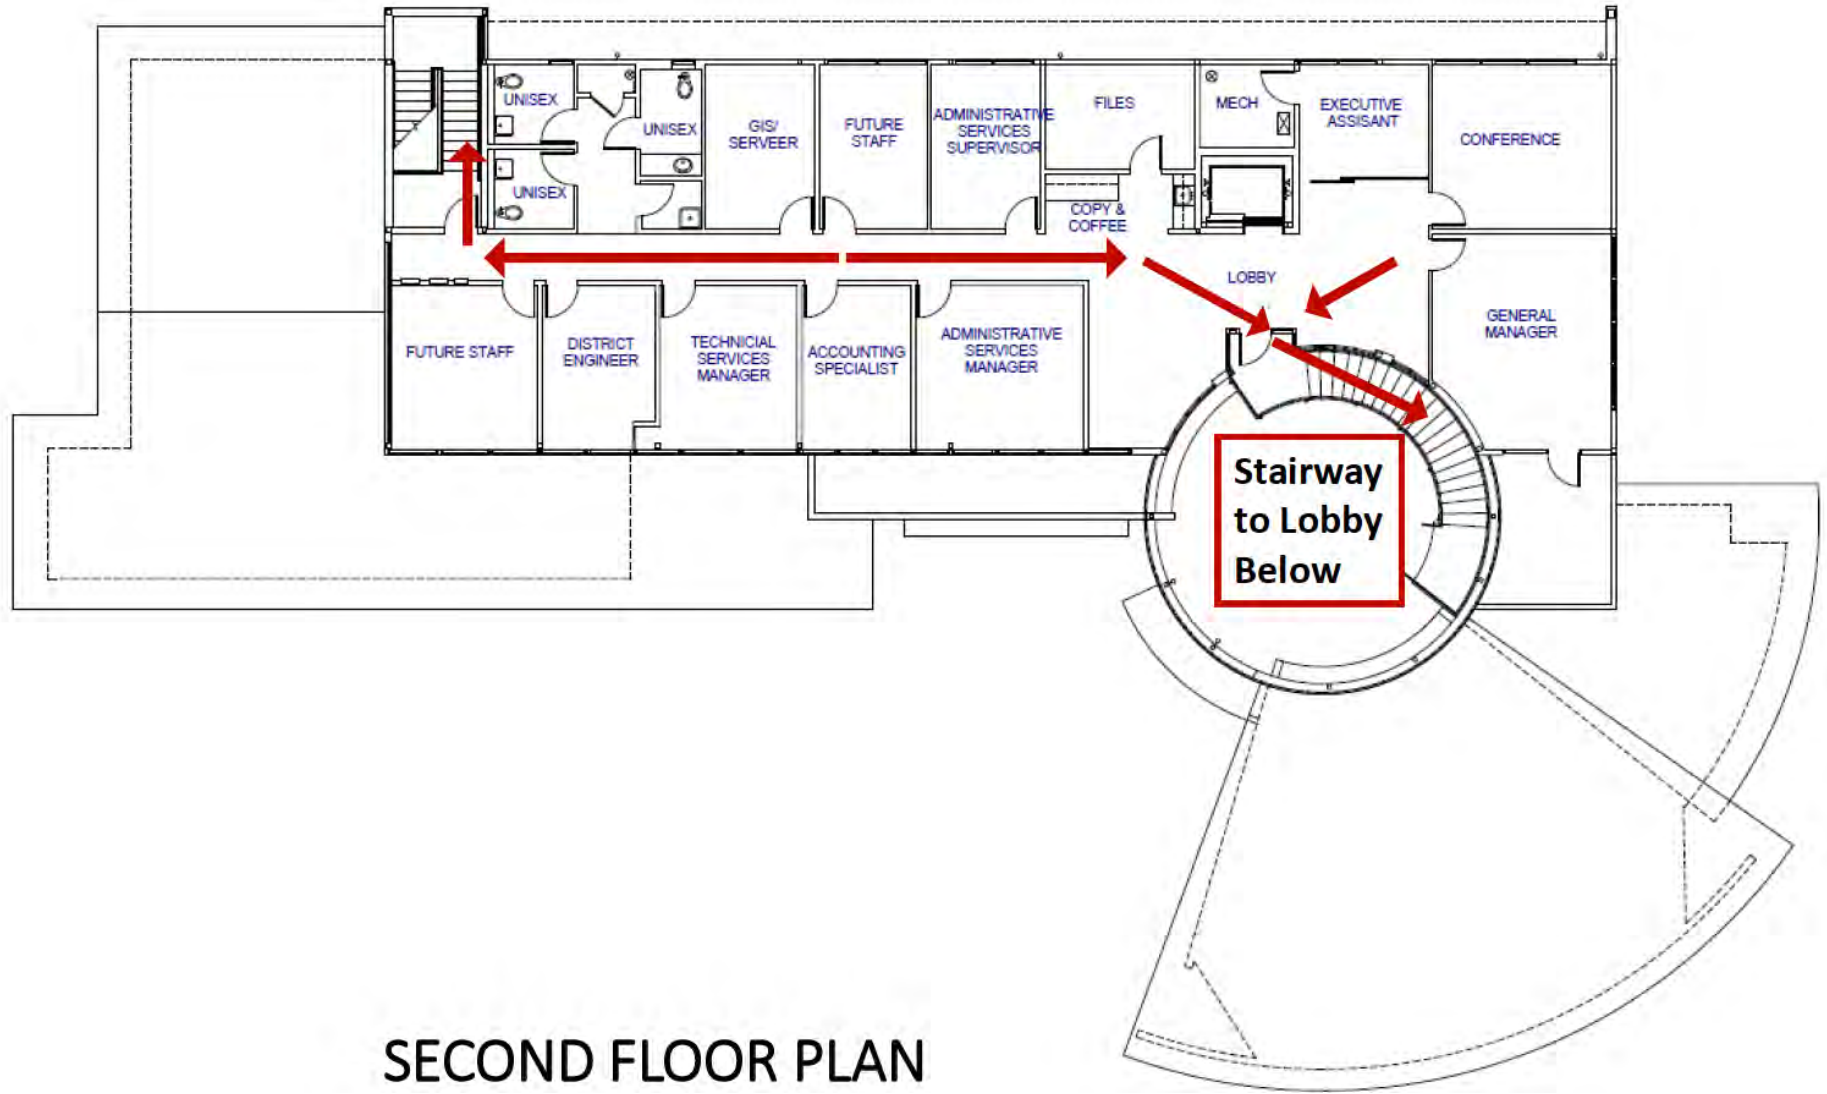 UNISEX
UNISEX
UNISEX
GIS/
SERVEER
FUTURE
STAFF
ADMINISTRATIVE
SERVICES
SUPERVISOR
FILES
COPY &
COFFEE
MECH
EXECUTIVE
ASSISANT
CONFERENCE
LOBBY
GENERAL
MANAGER
FUTURE STAFF
DISTRICT
ENGINEER
TECHNICIAL
SERVICES
MANAGER
ACCOUNTING
SPECIALIST
ADMINISTRATIVE
SERVICES
MANAGER
Stairway
to Lobby
Below
SECOND FLOOR PLAN